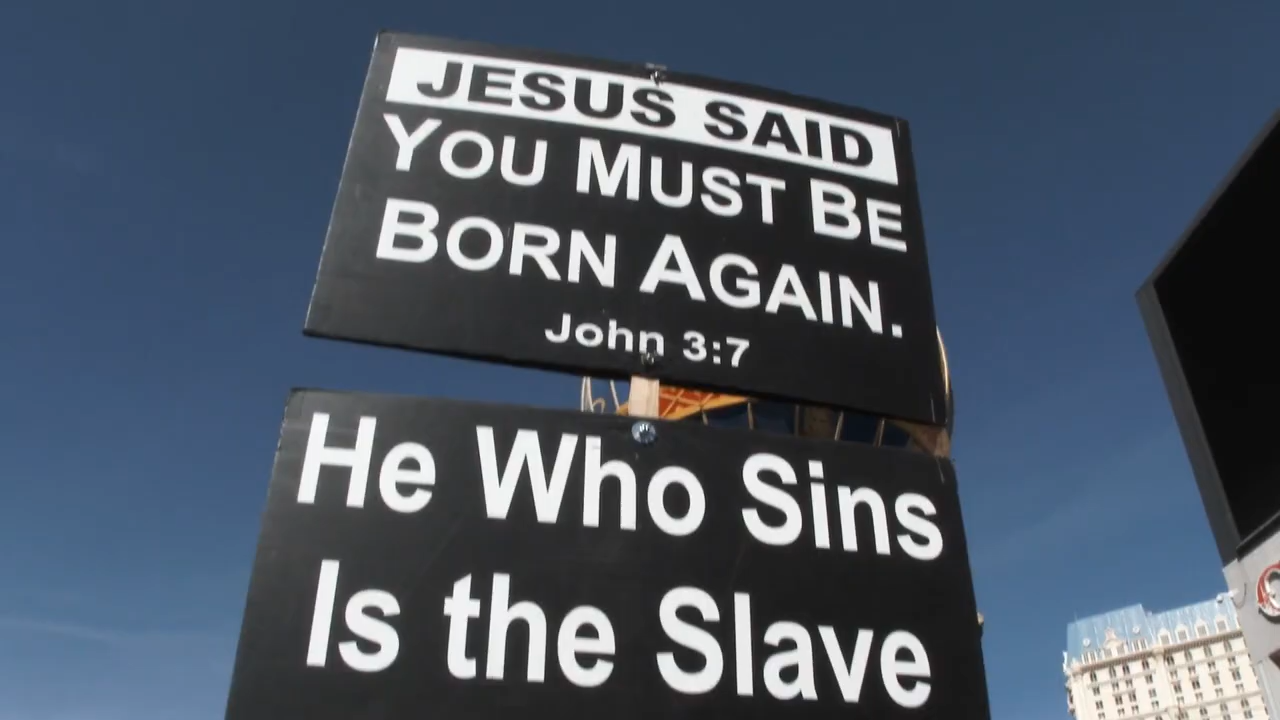 JESUS SAID
YOU MUST BE
BORN AGAIN.
John 3:7
He Who Sins
Is the Slave